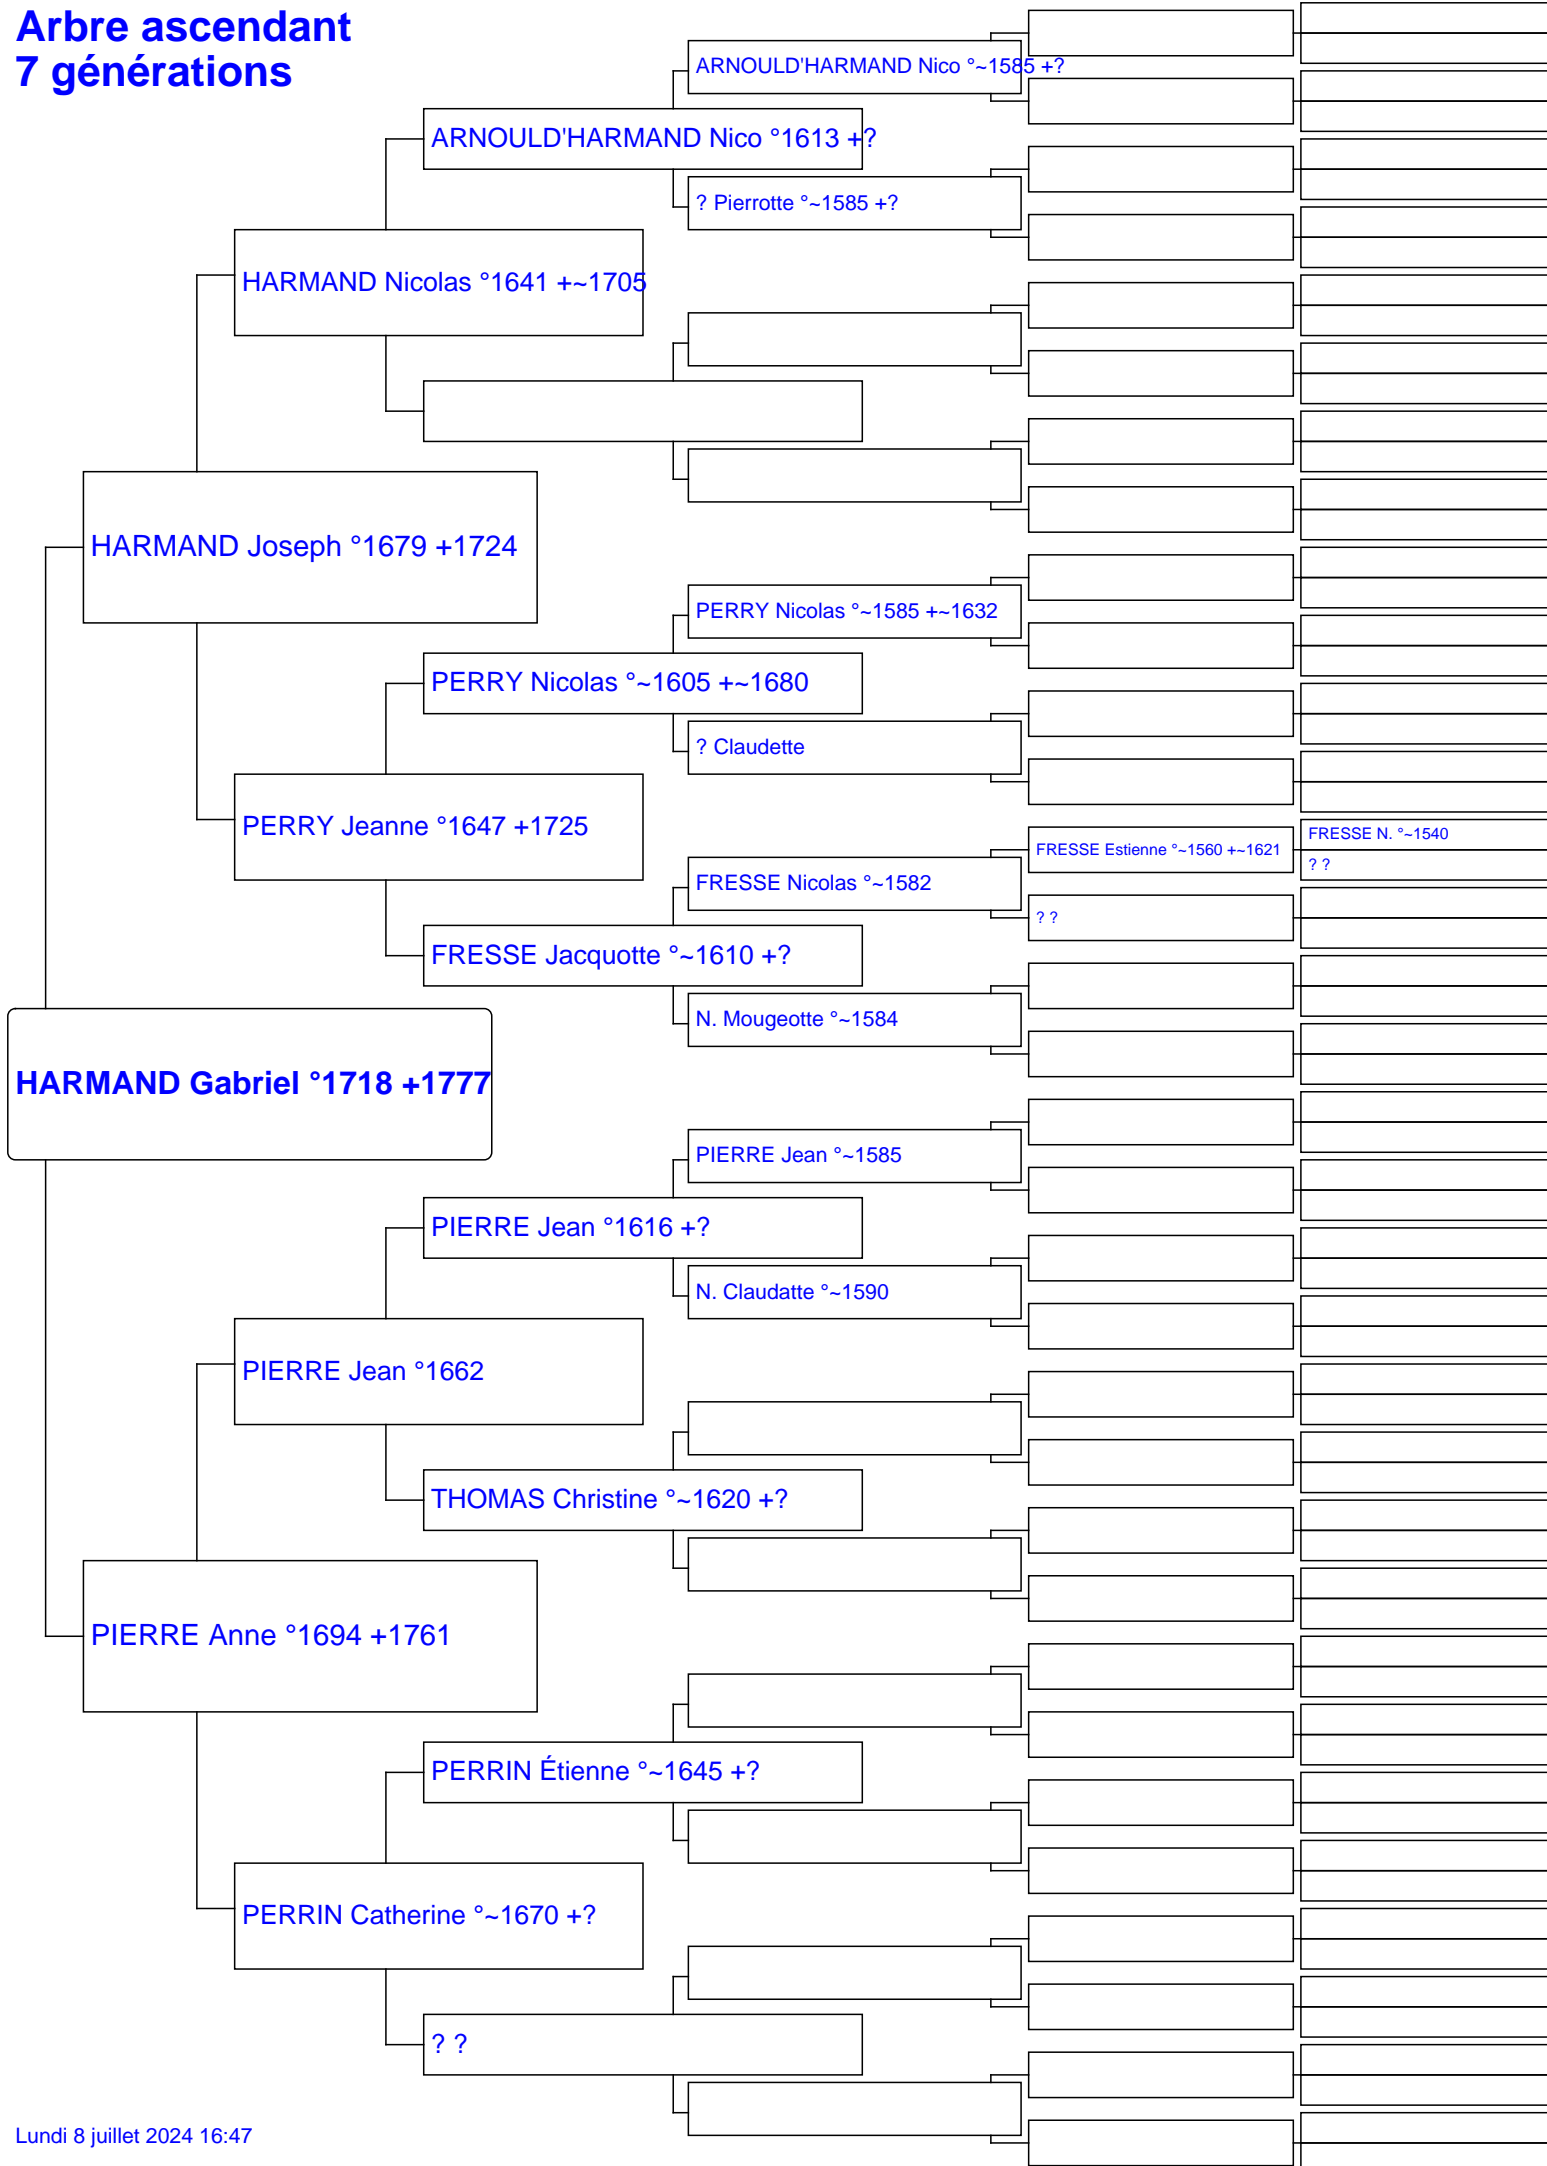 Arbre ascendant
7 générations
ARNOULD'HARMAND Nico °~1585 +?
ARNOULD'HARMAND Nico °1613 +?
? Pierrotte °~1585 +?
HARMAND Nicolas °1641 +~1705
HARMAND Joseph °1679 +1724
PERRY Nicolas °~1585 +~1632
PERRY Nicolas °~1605 +~1680
? Claudette
PERRY Jeanne °1647 +1725
FRESSE N. °~1540
FRESSE Estienne °~1560 +~1621
? ?
FRESSE Nicolas °~1582
? ?
FRESSE Jacquotte °~1610 +?
N. Mougeotte °~1584
HARMAND Gabriel °1718 +1777
PIERRE Jean °~1585
PIERRE Jean °1616 +?
N. Claudatte °~1590
PIERRE Jean °1662
THOMAS Christine °~1620 +?
PIERRE Anne °1694 +1761
PERRIN Étienne °~1645 +?
PERRIN Catherine °~1670 +?
? ?
Lundi 8 juillet 2024 16:47